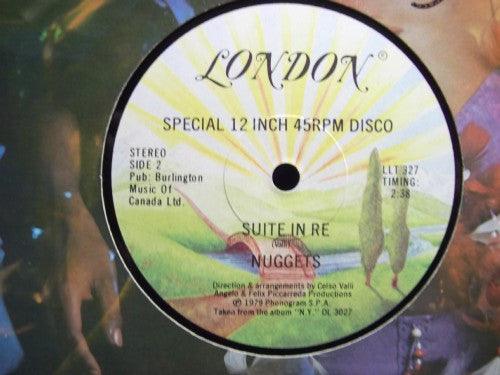 LONDON®
SPECIAL 12 INCH 45RPM DISCO
STEREO
SIDE 2
Pub: Burlington
Music Of
Canada Ltd.
LLT 327
TIMING:
2:38
SUITE IN RE
(Valli)
NUGGETS
Direction & arrangements by Celso Valli
Angelo & Felix Piccarreda Productions
℗ 1979 Phonogram S.P.A.
Taken from the album "N.Y." OL 3027